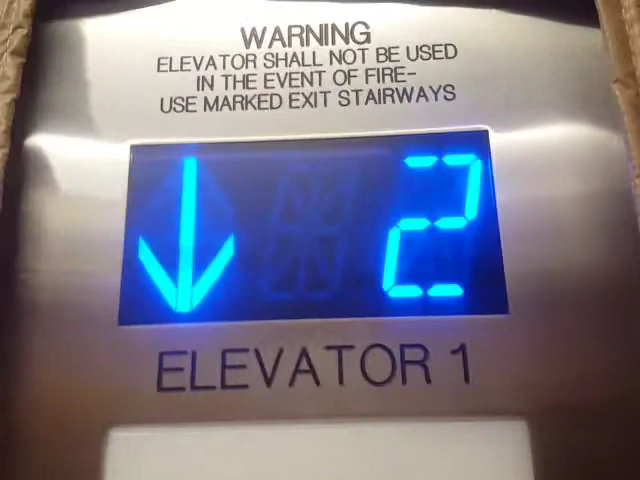 WARNING
ELEVATOR SHALL NOT BE USED
IN THE EVENT OF FIRE-
USE MARKED EXIT STAIRWAYS
↓ 2
ELEVATOR 1